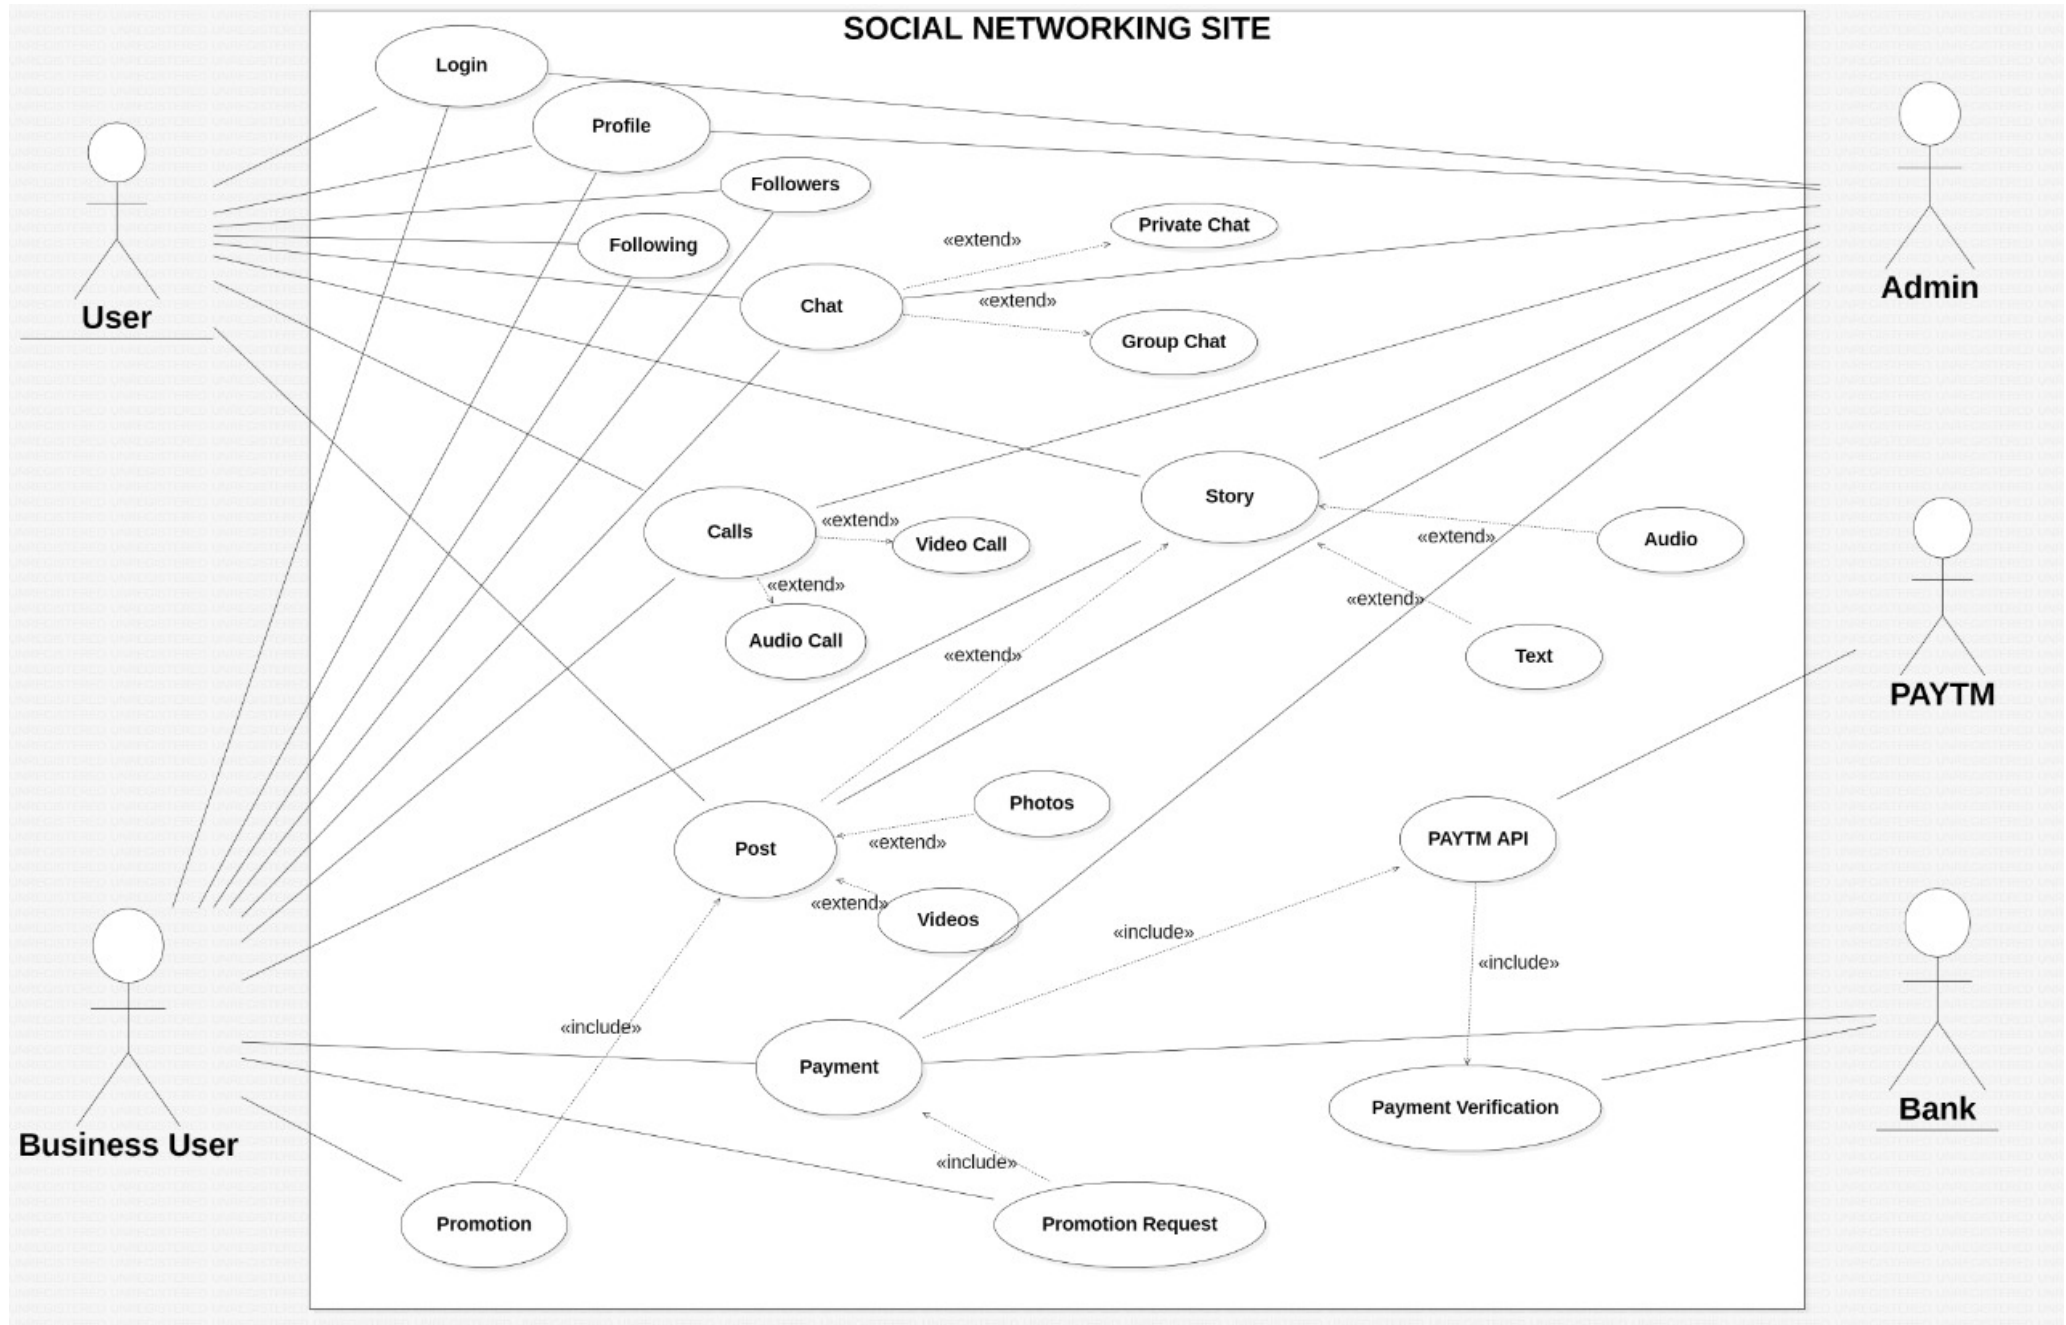 SOCIAL NETWORKING SITE
Login
Profile
Followers
Following
Private Chat
«extend»
Chat
«extend»
Group Chat
User
Admin
Story
Calls
«extend»
Video Call
«extend»
Audio
«extend»
Audio Call
«extend»
Text
«extend»
PAYTM
Photos
Post
«extend»
PAYTM API
«extend»
Videos
«include»
«include»
«include»
Payment
Payment Verification
Bank
Business User
«include»
Promotion
Promotion Request